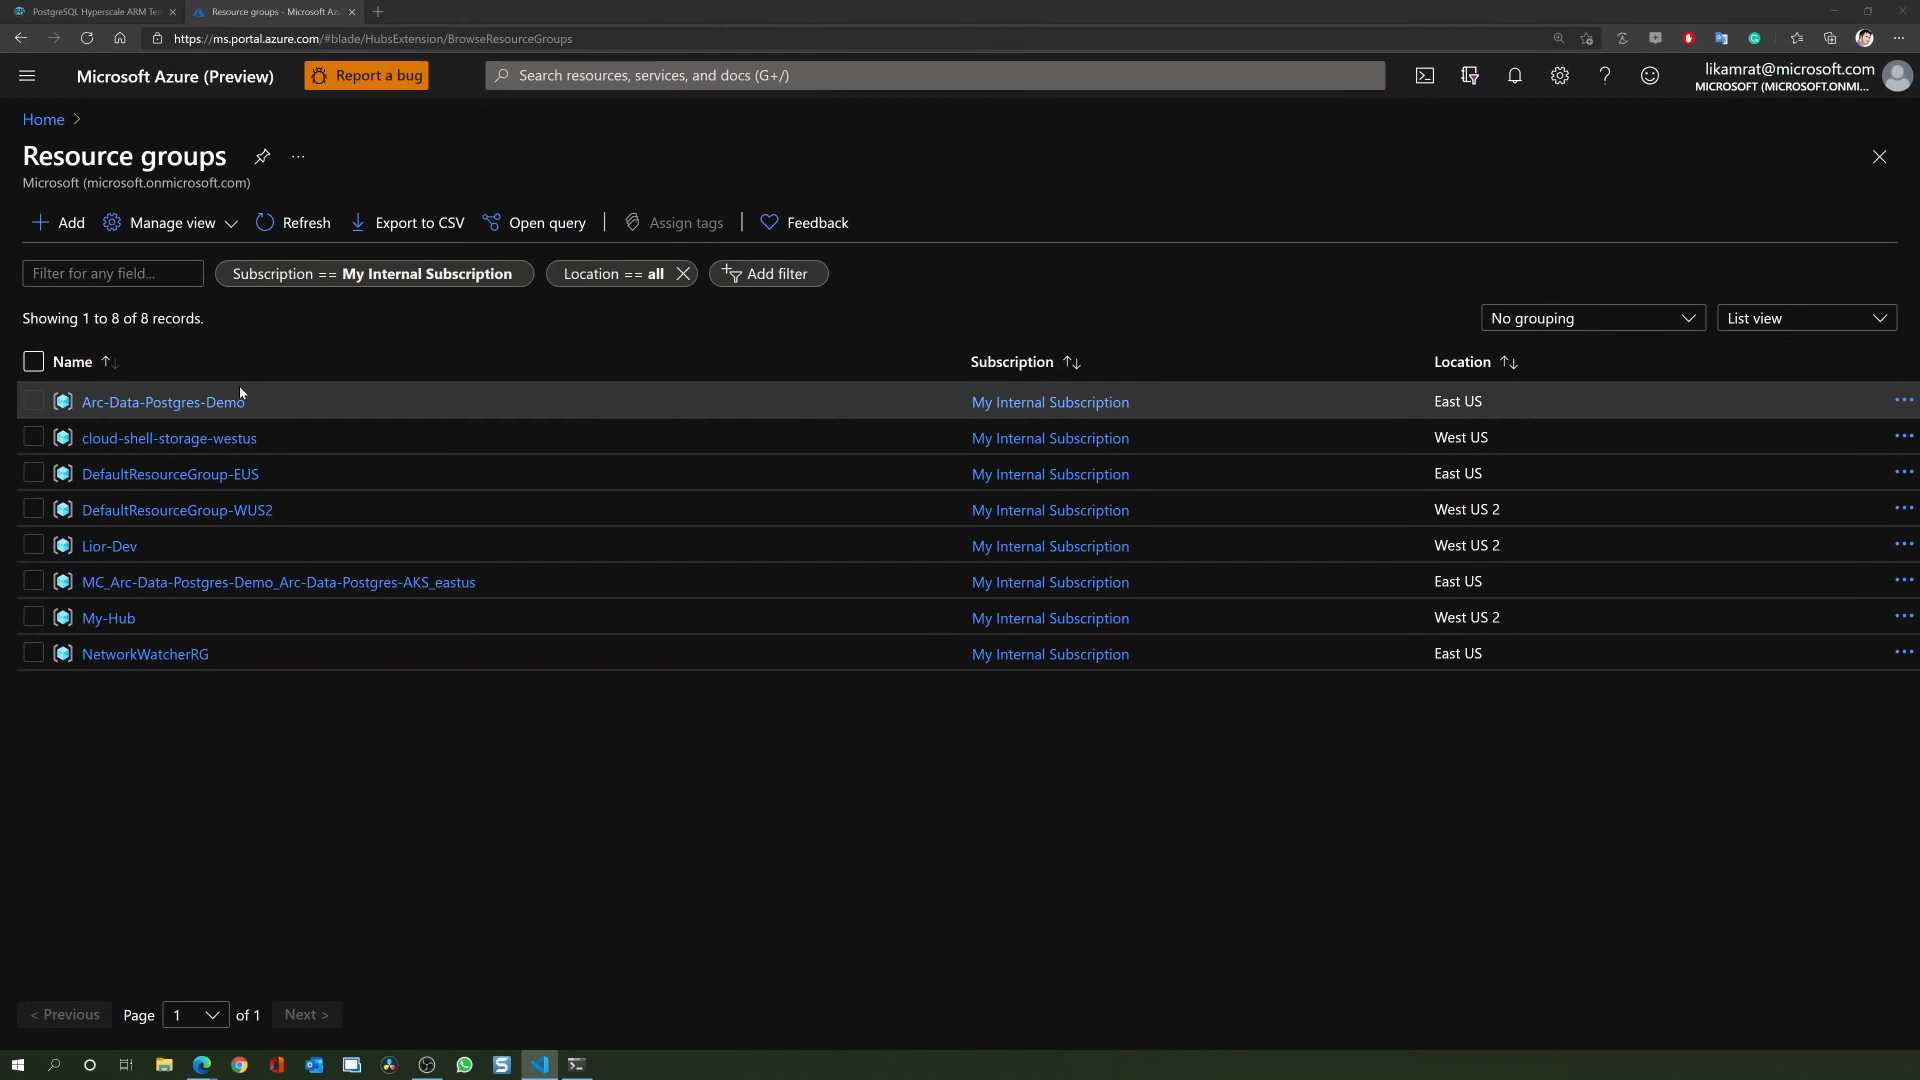 PostgreSQL Hyperscale ARM Ten
Resource groups - Microsoft Az
https://ms.portal.azure.com/#blade/HubsExtension/BrowseResourceGroups
Microsoft Azure (Preview)
Report a bug
Search resources, services, and docs (G+/)
likamrat@microsoft.com
MICROSOFT (MICROSOFT.ONMI...
Home
Resource groups
Microsoft (microsoft.onmicrosoft.com)
Add
Manage view
Refresh
Export to CSV
Open query
Assign tags
Feedback
Filter for any field...
Subscription == My Internal Subscription
Location == all
Add filter
Showing 1 to 8 of 8 records.
No grouping
List view
Name
Subscription
Location
Arc-Data-Postgres-Demo
My Internal Subscription
East US
cloud-shell-storage-westus
My Internal Subscription
West US
DefaultResourceGroup-EUS
My Internal Subscription
East US
DefaultResourceGroup-WUS2
My Internal Subscription
West US 2
Lior-Dev
My Internal Subscription
West US 2
MC_Arc-Data-Postgres-Demo_Arc-Data-Postgres-AKS_eastus
My Internal Subscription
East US
My-Hub
My Internal Subscription
West US 2
NetworkWatcherRG
My Internal Subscription
East US
< Previous
Page
1
of 1
Next >